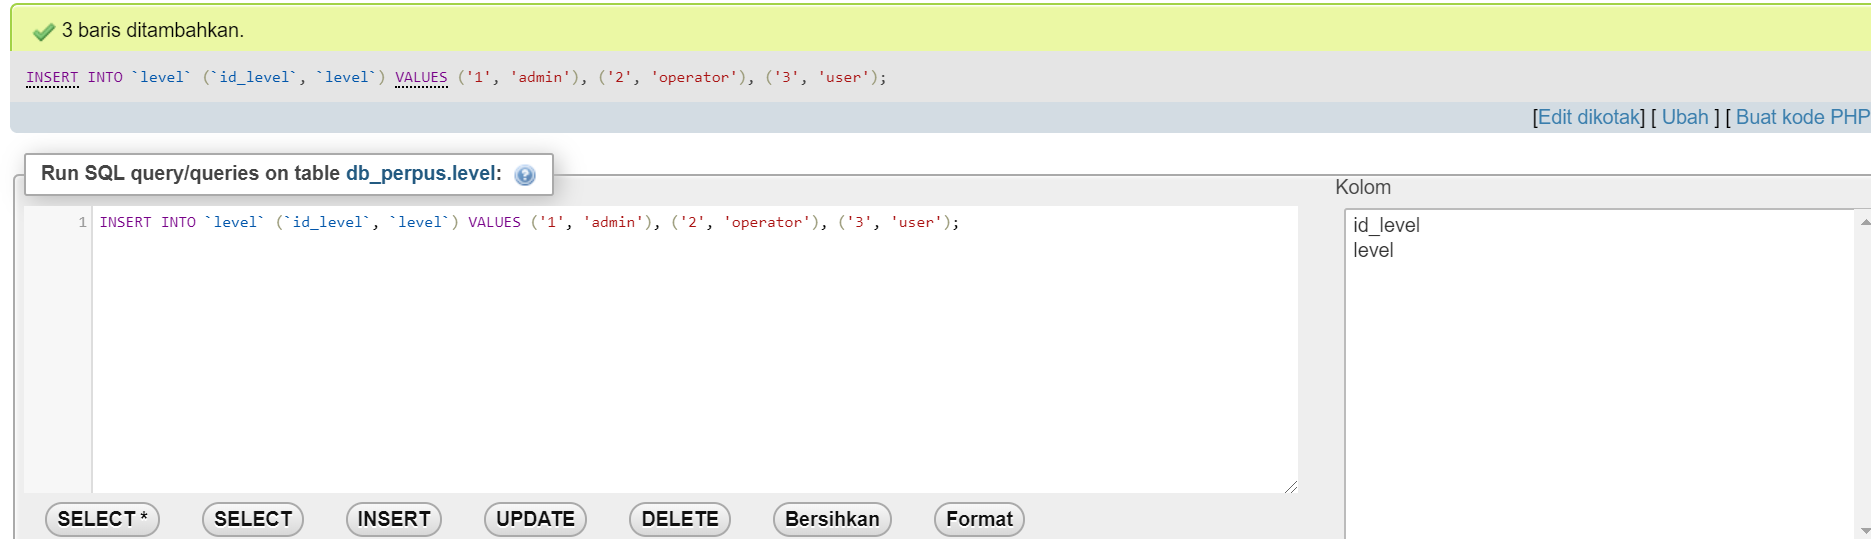 3 baris ditambahkan.
INSERT INTO `level` (`id_level`, `level`) VALUES ('1', 'admin'), ('2', 'operator'), ('3', 'user');
[Edit dikotak] [ Ubah ] [ Buat kode PHP
Run SQL query/queries on table db_perpus.level:
Kolom
1 INSERT INTO `level` (`id_level`, `level`) VALUES ('1', 'admin'), ('2', 'operator'), ('3', 'user');
id_level
level
SELECT * SELECT INSERT UPDATE DELETE Bersihkan Format